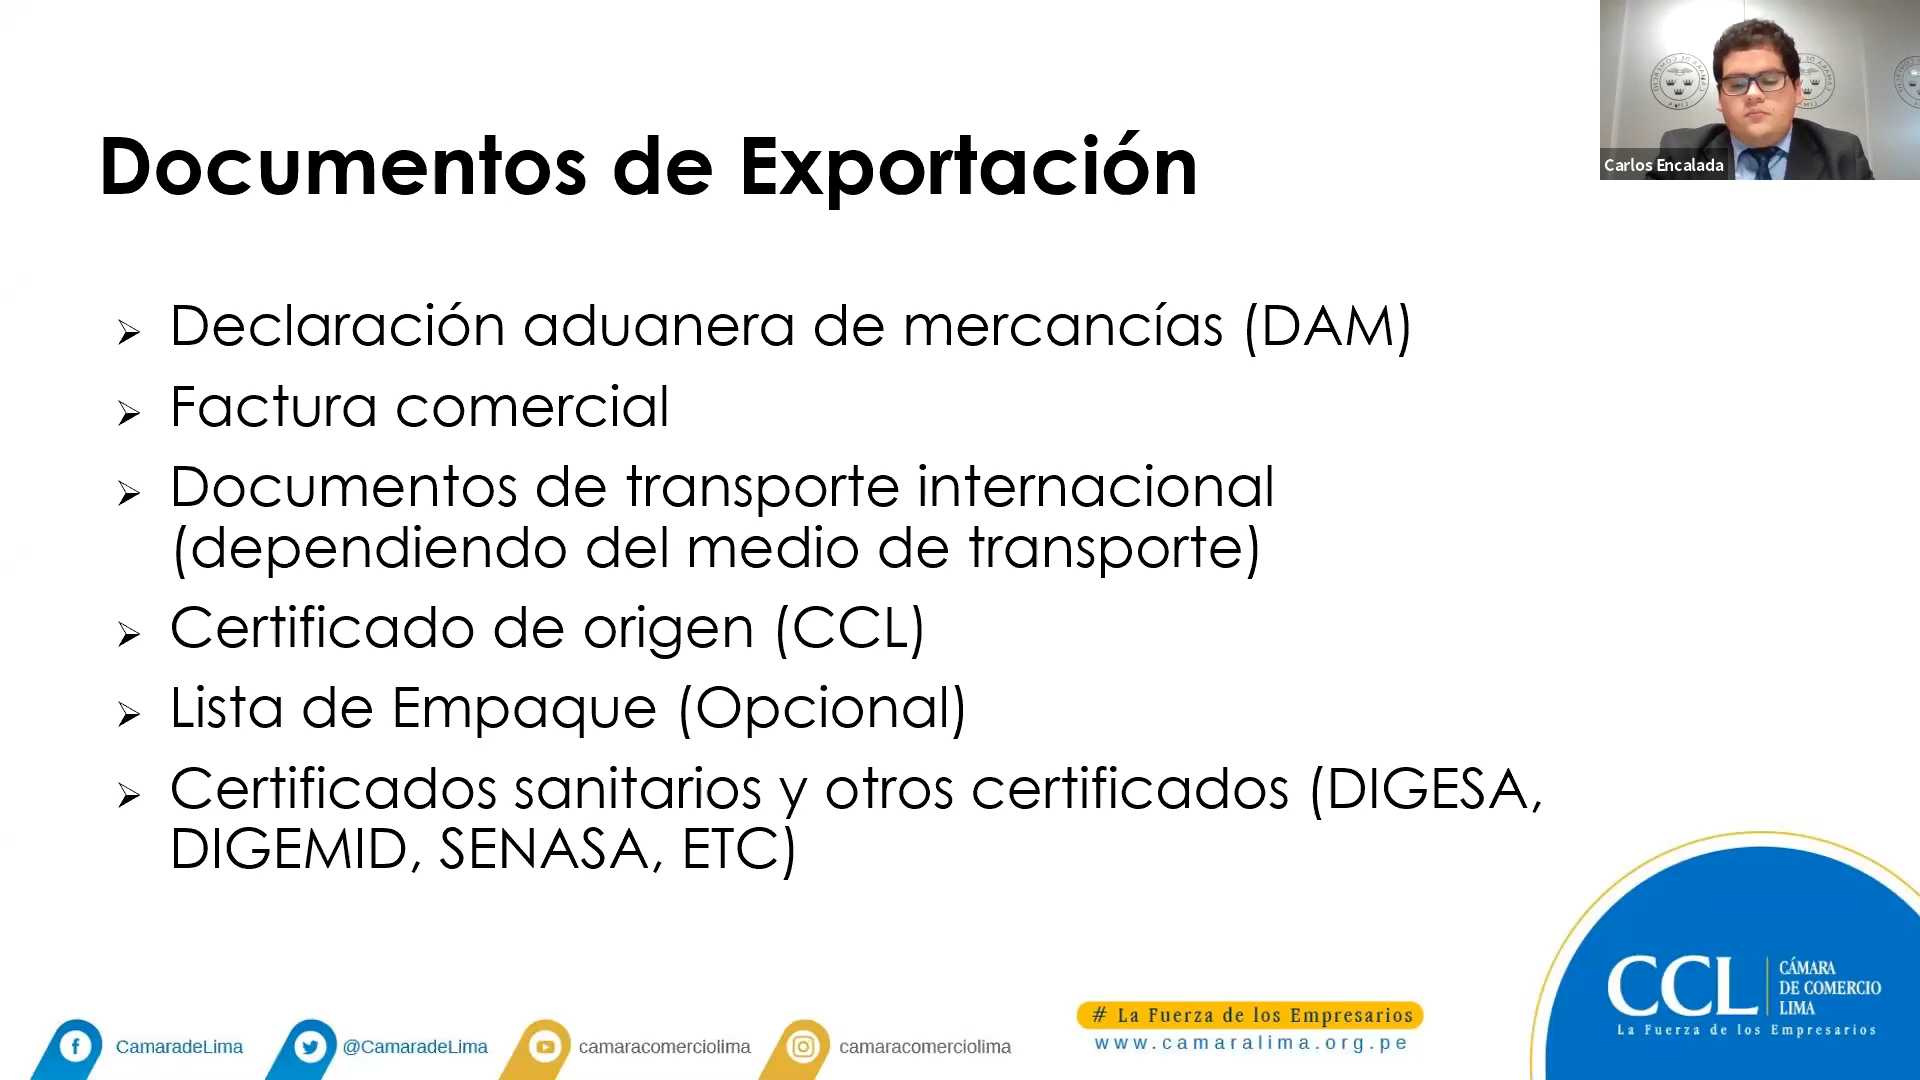 Documentos de Exportación
Carlos Encalada
Declaración aduanera de mercancías (DAM)
Factura comercial
Documentos de transporte internacional
(dependiendo del medio de transporte)
Certificado de origen (CCL)
Lista de Empaque (Opcional)
Certificados sanitarios y otros certificados (DIGESA,
DIGEMID, SENASA, ETC)
CamaradeLima
@CamaradeLima
camaracomerciolima
camaracomerciolima
# La Fuerza de los Empresarios
www.camaralima.org.pe
CCL
CÁMARA
DE COMERCIO
LIMA
La Fuerza de los Empresarios